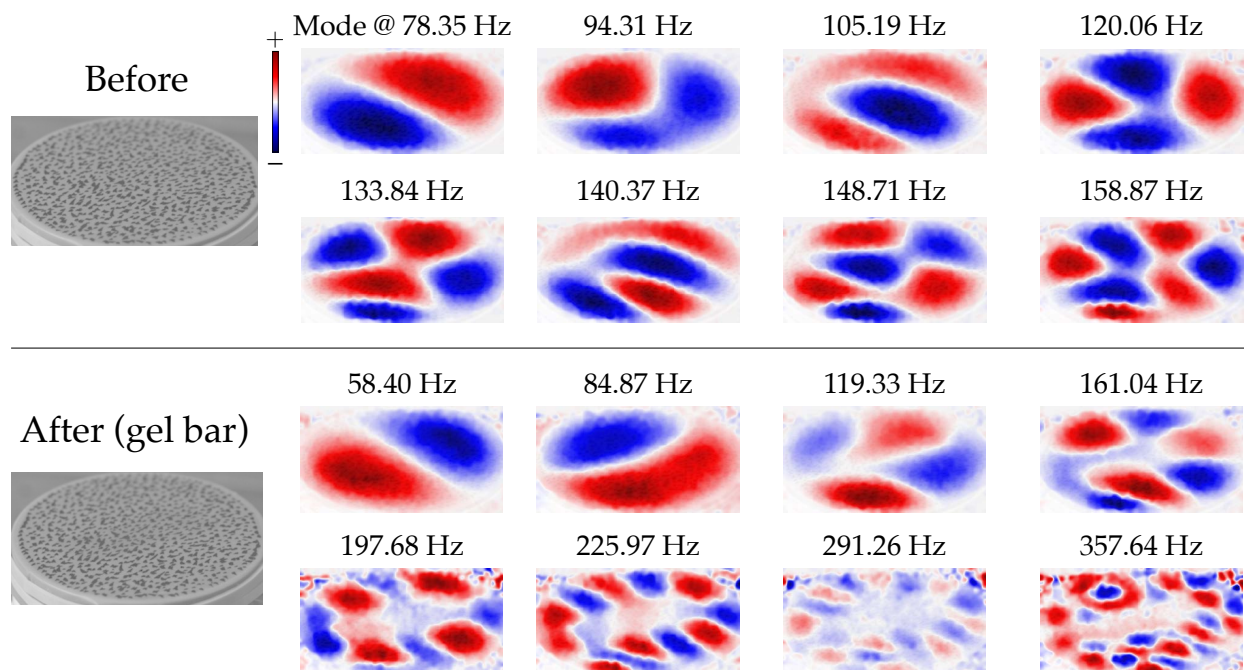 Mode @ 78.35 Hz 94.31 Hz 105.19 Hz 120.06 Hz
+
Before
−
133.84 Hz 140.37 Hz 148.71 Hz 158.87 Hz
58.40 Hz 84.87 Hz 119.33 Hz 161.04 Hz
After (gel bar)
197.68 Hz 225.97 Hz 291.26 Hz 357.64 Hz